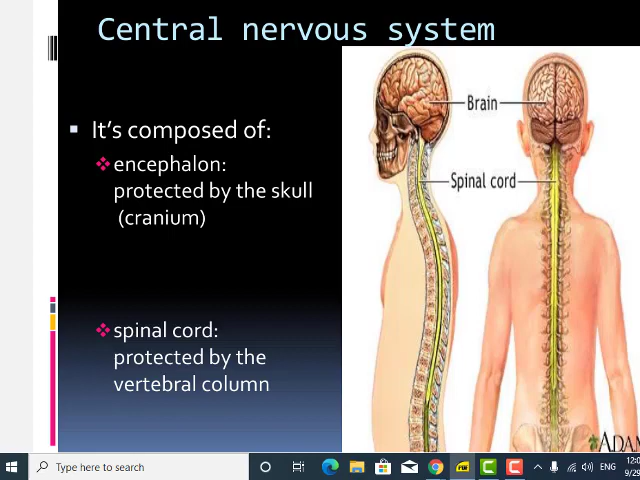 Central nervous system
It's composed of:
encephalon:
protected by the skull
(cranium)
spinal cord:
protected by the
vertebral column
Brain
Spinal cord
Type here to search
ENG